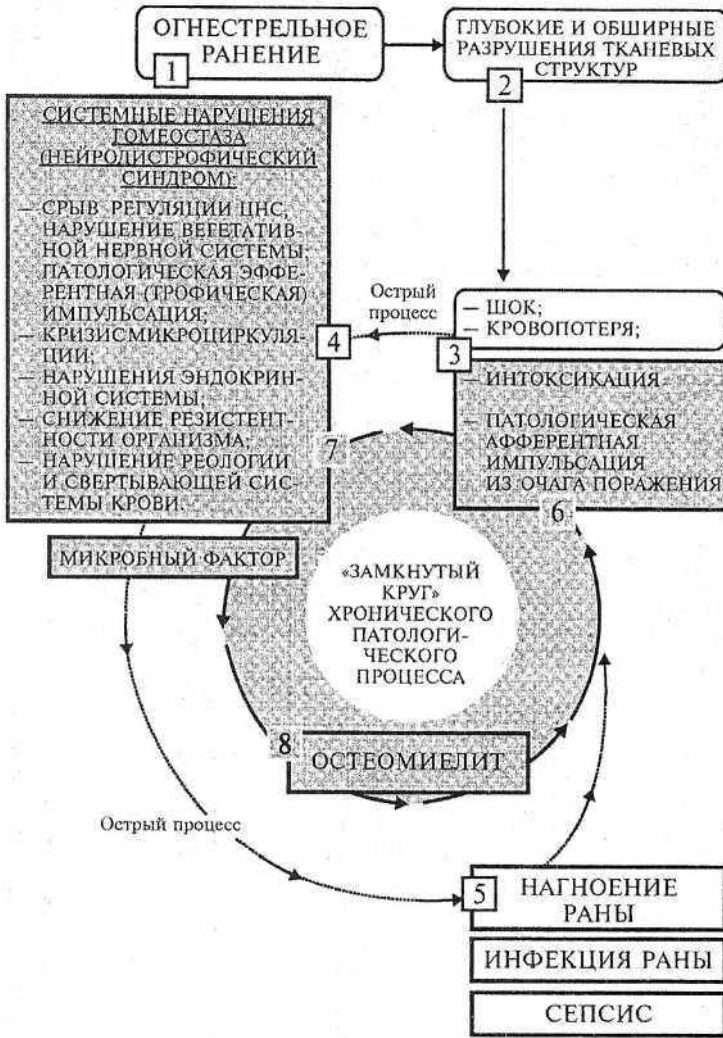 ОГНЕСТРЕЛЬНОЕ
РАНЕНИЕ
1
ГЛУБОКИЕ И ОБШИРНЫЕ
РАЗРУШЕНИЯ ТКАНЕВЫХ
СТРУКТУР
2
СИСТЕМНЫЕ НАРУШЕНИЯ
ГОМЕОСТАЗА
(НЕЙРОДИСТРОФИЧЕСКИЙ
СИНДРОМ):
— СРЫВ РЕГУЛЯЦИИ ЦНС,
НАРУШЕНИЕ ВЕГЕТАТИВ-
НОЙ НЕРВНОЙ СИСТЕМЫ;
ПАТОЛОГИЧЕСКАЯ ЭФФЕ-
РЕНТНАЯ (ТРОФИЧЕСКАЯ)
ИМПУЛЬСАЦИЯ;
— КРИЗИС МИКРОЦИРКУЛЯ-
ЦИИ;
— НАРУШЕНИЯ ЭНДОКРИН-
НОЙ СИСТЕМЫ;
— СНИЖЕНИЕ РЕЗИСТЕНТ-
НОСТИ ОРГАНИЗМА;
— НАРУШЕНИЕ РЕОЛОГИИ
И СВЕРТЫВАЮЩЕЙ СИС-
ТЕМЫ КРОВИ.
Острый
процесс
4
— ШОК;
— КРОВОПОТЕРЯ;
3
— ИНТОКСИКАЦИЯ
— ПАТОЛОГИЧЕСКАЯ
АФФЕРЕНТНАЯ
ИМПУЛЬСАЦИЯ
ИЗ ОЧАГА ПОРАЖЕНИЯ
7
6
МИКРОБНЫЙ ФАКТОР
«ЗАМКНУТЫЙ
КРУГ»
ХРОНИЧЕСКОГО
ПАТОЛОГИ-
ЧЕСКОГО
ПРОЦЕССА
8
ОСТЕОМИЕЛИТ
Острый процесс
5
НАГНОЕНИЕ
РАНЫ
ИНФЕКЦИЯ РАНЫ
СЕПСИС